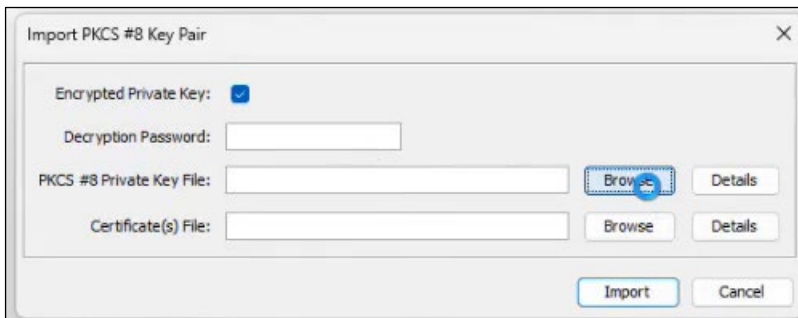 Import PKCS #8 Key Pair
Encrypted Private Key:
Decryption Password:
PKCS #8 Private Key File: Browse Details
Certificate(s) File: Browse Details
Import Cancel